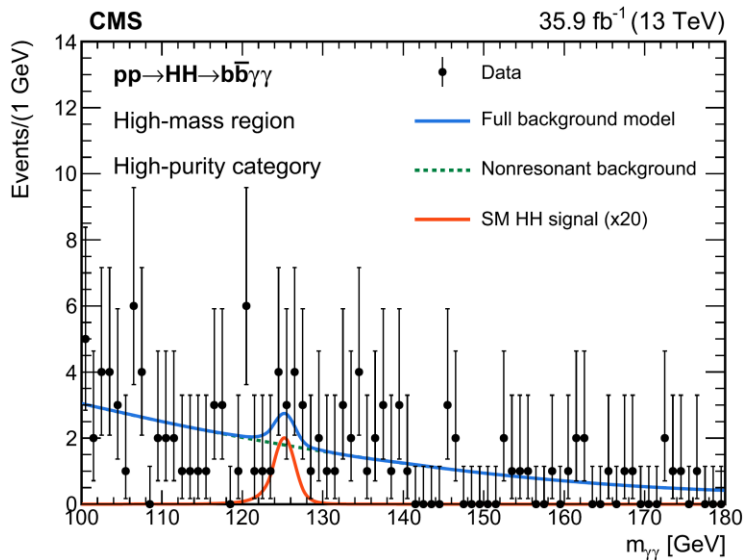 CMS 35.9 fb⁻¹ (13 TeV)
Events/(1 GeV)
14
12
10
8
6
4
2
0
pp→HH→bb̅γγ
High-mass region
High-purity category
Data
Full background model
Nonresonant background
SM HH signal (x20)
100 110 120 130 140 150 160 170 180
mγγ [GeV]